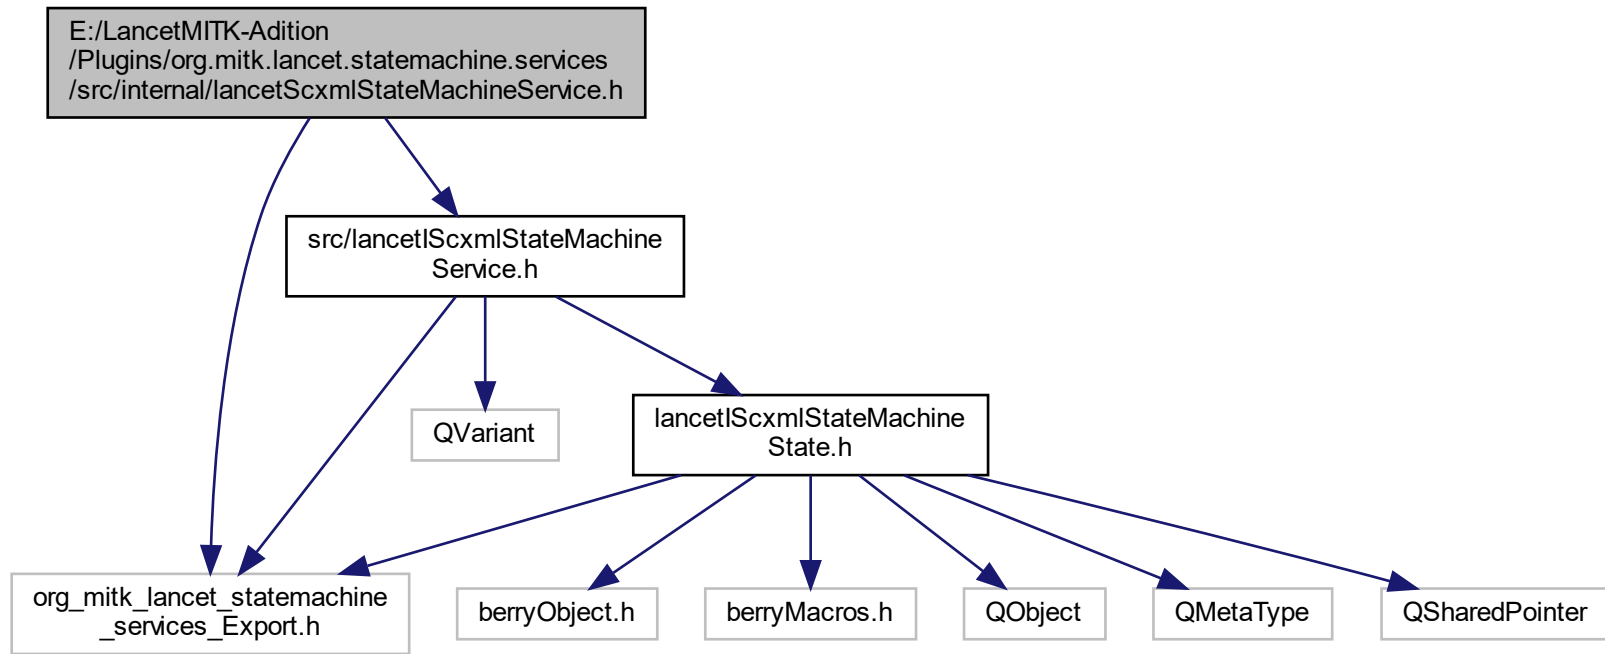 E:/LancetMITK-Adition
/Plugins/org.mitk.lancet.statemachine.services
/src/internal/lancetScxmlStateMachineService.h
src/lancetIScxmlStateMachine
Service.h
QVariant
lancetIScxmlStateMachine
State.h
org_mitk_lancet_statemachine
_services_Export.h
berryObject.h
berryMacros.h
QObject
QMetaType
QSharedPointer